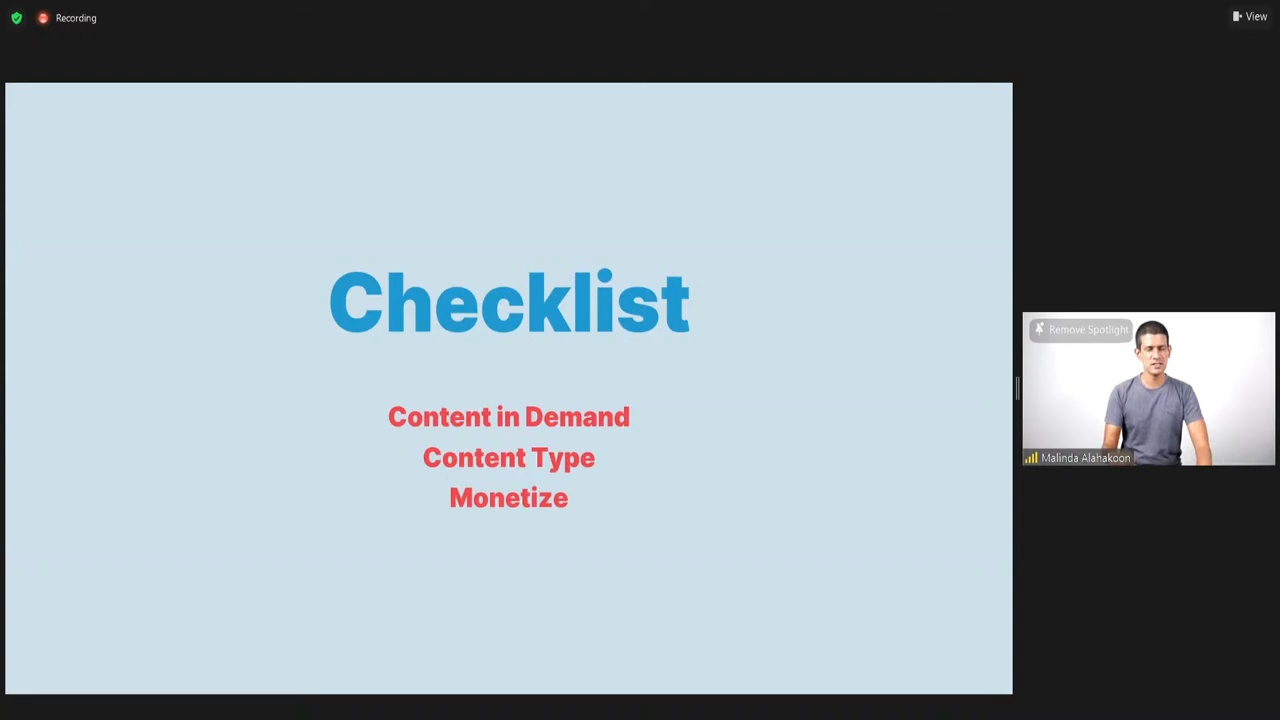 Recording
View
Checklist
Content in Demand
Content Type
Monetize
Remove Spotlight
Malinda Alahakoon